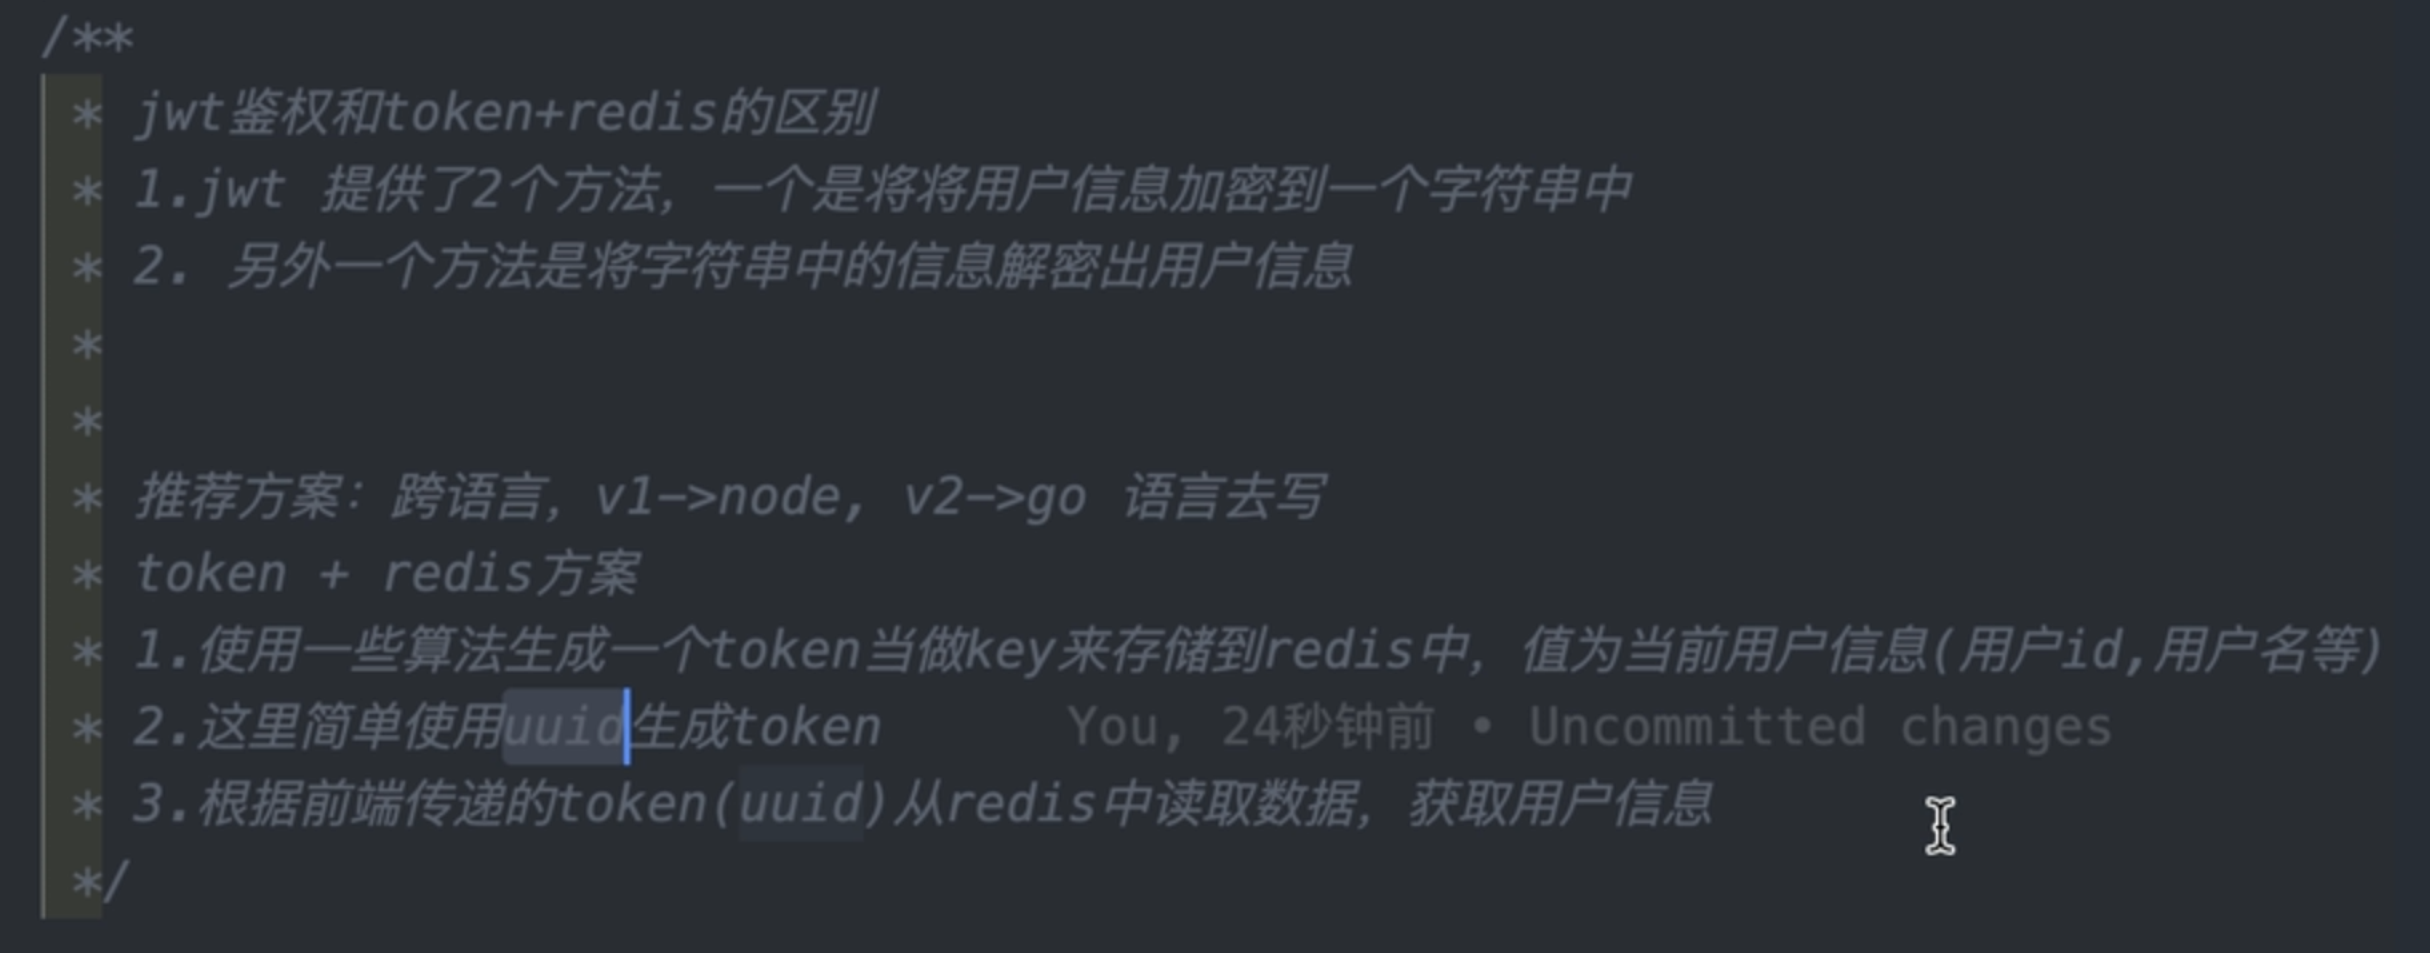 /**
* jwt鉴权和token+redis的区别
* 1.jwt 提供了2个方法, 一个是将将用户信息加密到一个字符串中
* 2. 另外一个方法是将字符串中的信息解密出用户信息
*
*
* 推荐方案: 跨语言, v1->node, v2->go 语言去写
* token + redis方案
* 1.使用一些算法生成一个token当做key来存储到redis中, 值为当前用户信息(用户id,用户名等)
* 2.这里简单使用uuid生成token You, 24秒钟前 • Uncommitted changes
* 3.根据前端传递的token(uuid)从redis中读取数据, 获取用户信息
*/